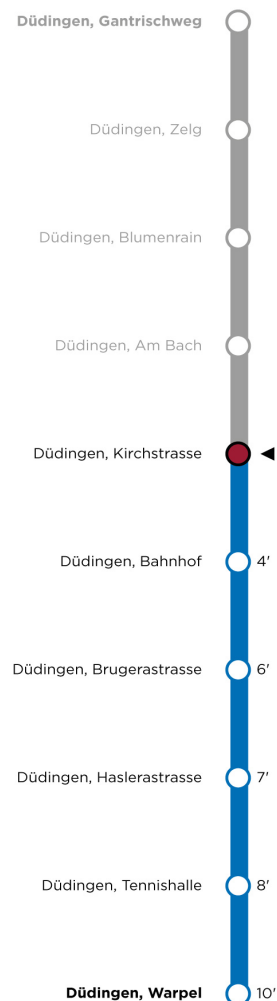 Düdingen, Gantrischweg
Düdingen, Zelg
Düdingen, Blumenrain
Düdingen, Am Bach
Düdingen, Kirchstrasse
Düdingen, Bahnhof 4'
Düdingen, Brugerastrasse 6'
Düdingen, Haslerastrasse 7'
Düdingen, Tennishalle 8'
Düdingen, Warpel 10'